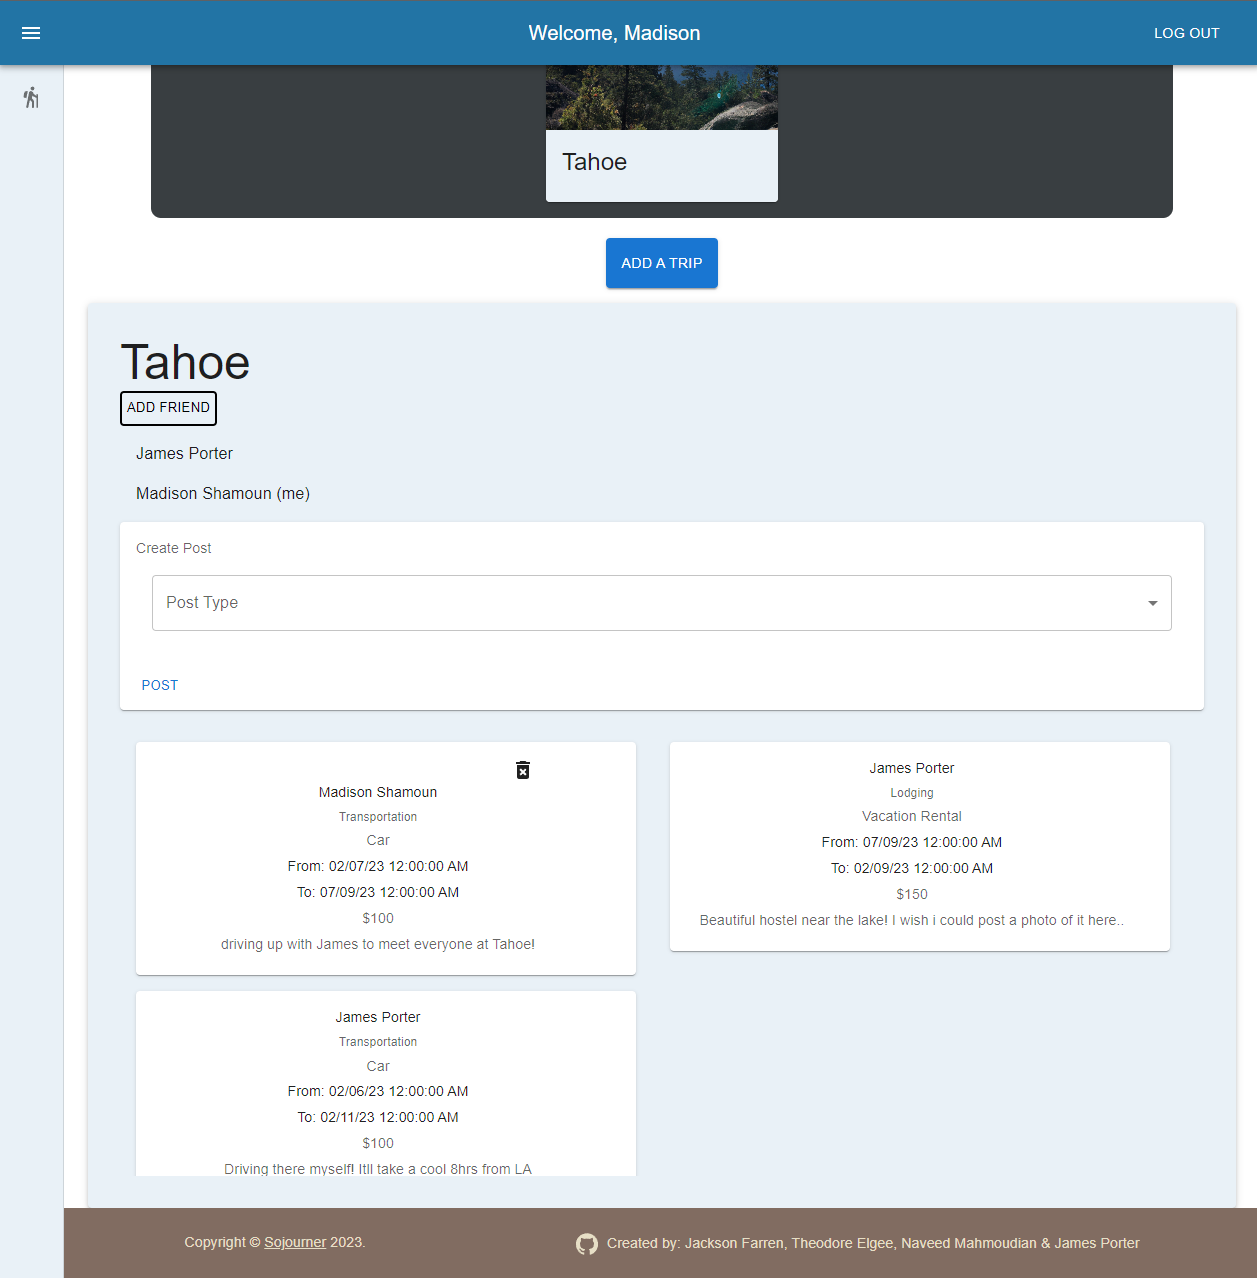 Welcome, Madison
LOG OUT
Tahoe
ADD A TRIP
Tahoe
ADD FRIEND
James Porter
Madison Shamoun (me)
Create Post
Post Type
POST
Madison Shamoun
Transportation
Car
From: 02/07/23 12:00:00 AM
To: 07/09/23 12:00:00 AM
$100
driving up with James to meet everyone at Tahoe!
James Porter
Lodging
Vacation Rental
From: 07/09/23 12:00:00 AM
To: 02/09/23 12:00:00 AM
$150
Beautiful hostel near the lake! I wish i could post a photo of it here..
James Porter
Transportation
Car
From: 02/06/23 12:00:00 AM
To: 02/11/23 12:00:00 AM
$100
Driving there myself! Itll take a cool 8hrs from LA
Copyright © Sojourner 2023.
Created by: Jackson Farren, Theodore Elgee, Naveed Mahmoudian & James Porter